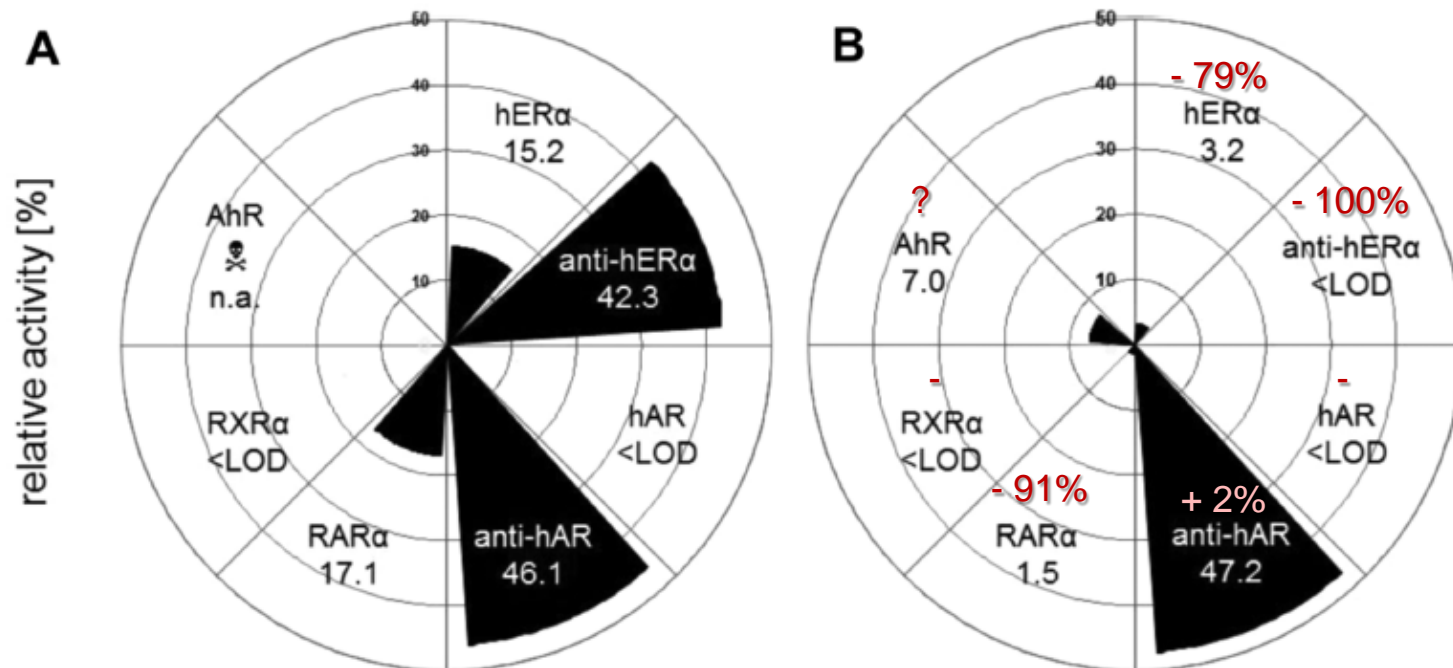 A
relative activity [%]
50
40
30
20
10
hERα
15.2
anti-hERα
42.3
hAR
<LOD
anti-hAR
46.1
RARα
17.1
RXRα
<LOD
AhR
☠
n.a.
B
50
40
30
20
10
- 79%
hERα
3.2
- 100%
anti-hERα
<LOD
-
hAR
<LOD
+ 2%
anti-hAR
47.2
- 91%
RARα
1.5
-
RXRα
<LOD
?
AhR
7.0